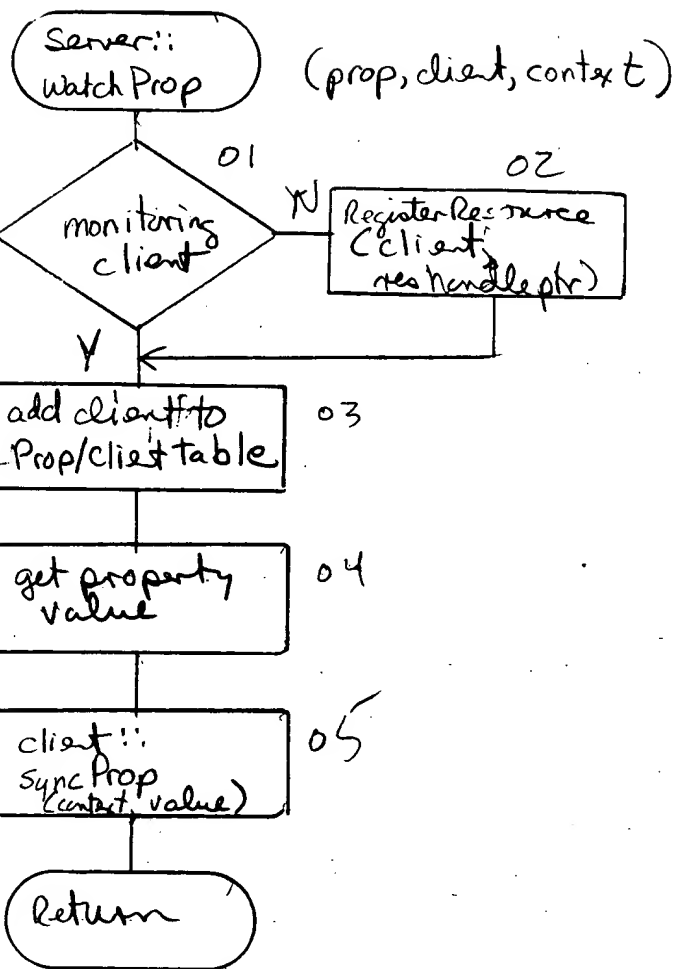 Server::
watchProp
(prop, client, context)
01
monitoring
client
N
02
RegisterResource
(client,
reshandleptr)
Y
add client to
Prop/Client table
03
get property
value
04
client::
syncProp
(context, value)
05
Return